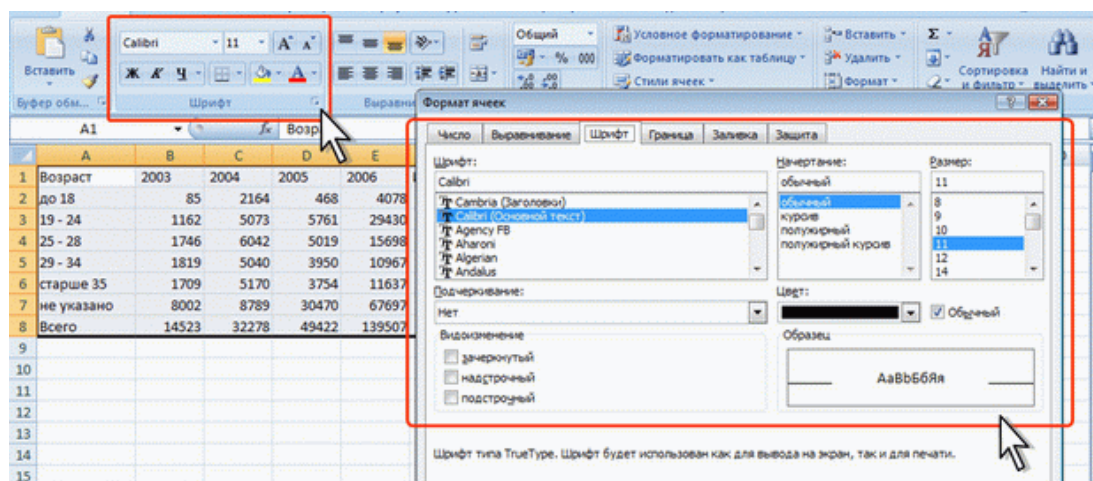 Calibri 11 Общий Условное форматирование Вставить Σ
Вставить % 000 Форматировать как таблицу Удалить Сортировка Найти и
Ж К Ч А Стили ячеек Формат и фильтр выделить
Буфер обм... Шрифт Выравни Формат ячеек
A1 fx Возр
Число Выравнивание Шрифт Граница Заливка Защита
A B C D E
Шрифт: Начертание: Размер:
1 Возраст 2003 2004 2005 2006
Calibri обычный 11
2 до 18 85 2164 468 4078
3 19 - 24 1162 5073 5761 29430
4 25 - 28 1746 6042 5019 15698
5 29 - 34 1819 5040 3950 10967
6 старше 35 1709 5170 3754 11637
7 не указано 8002 8789 30470 67697
8 Всего 14523 32278 49422 139507
9
10
11
12
13
14
15
Cambria (Заголовки) обычный 8
Calibri (Основной текст) курсив 9
Agency FB полужирный 10
Aharoni полужирный курсив 11
Algerian 12
Andalus 14
Подчеркивание: Цвет:
Нет Обычный
Видоизменение Образец
зачеркнутый
надстрочный АаBbБбЯя
подстрочный
Шрифт типа TrueType. Шрифт будет использован как для вывода на экран, так и для печати.